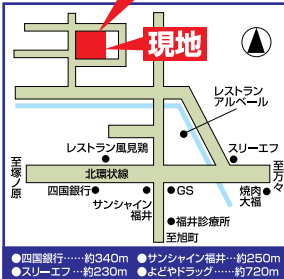 現地
レストラン
アルベール
レストラン風見鶏
スリーエフ
至塚ノ原
北環状線
至万々
四国銀行
サンシャイン
福井
GS
焼肉
大福
福井診療所
至旭町
●四国銀行……約340m
●サンシャイン福井…約250m
●スリーエフ…約230m
●よどやドラッグ…約720m